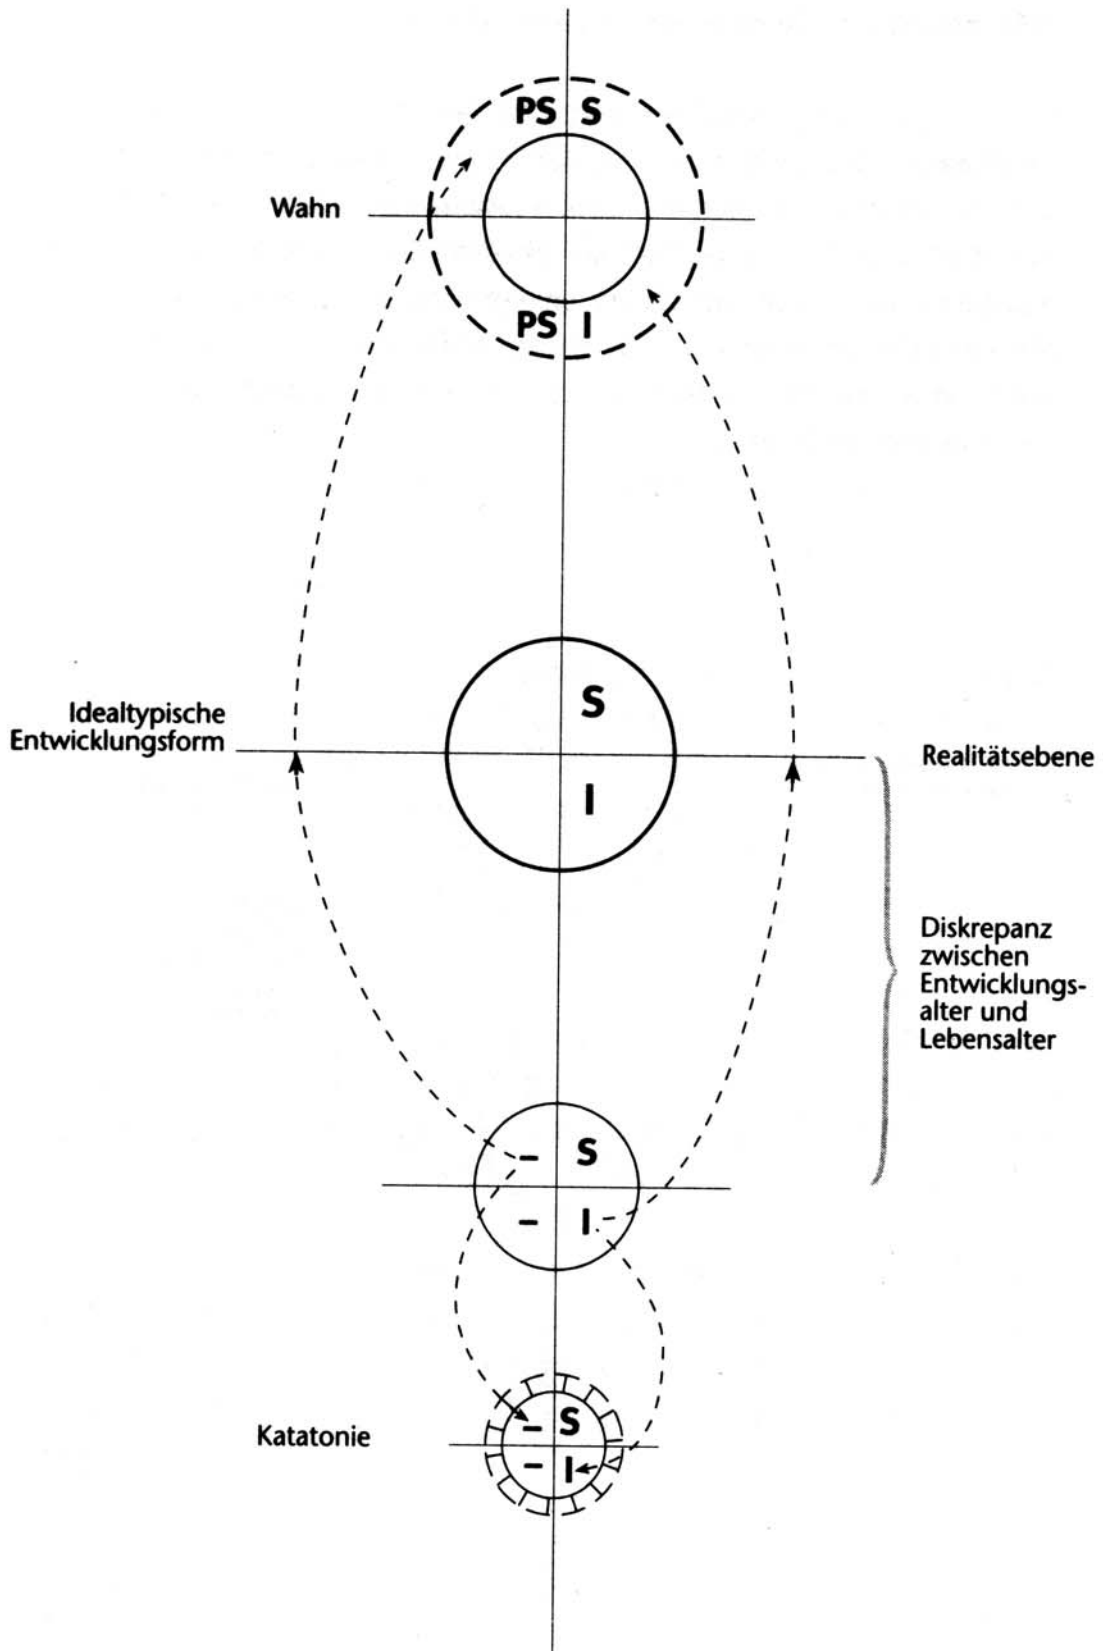 PS S
Wahn
PS I
S
Idealtypische
Entwicklungsform
Realitätsebene
I
Diskrepanz
zwischen
Entwicklungs-
alter und
Lebensalter
– S
– I
– S
Katatonie
– I